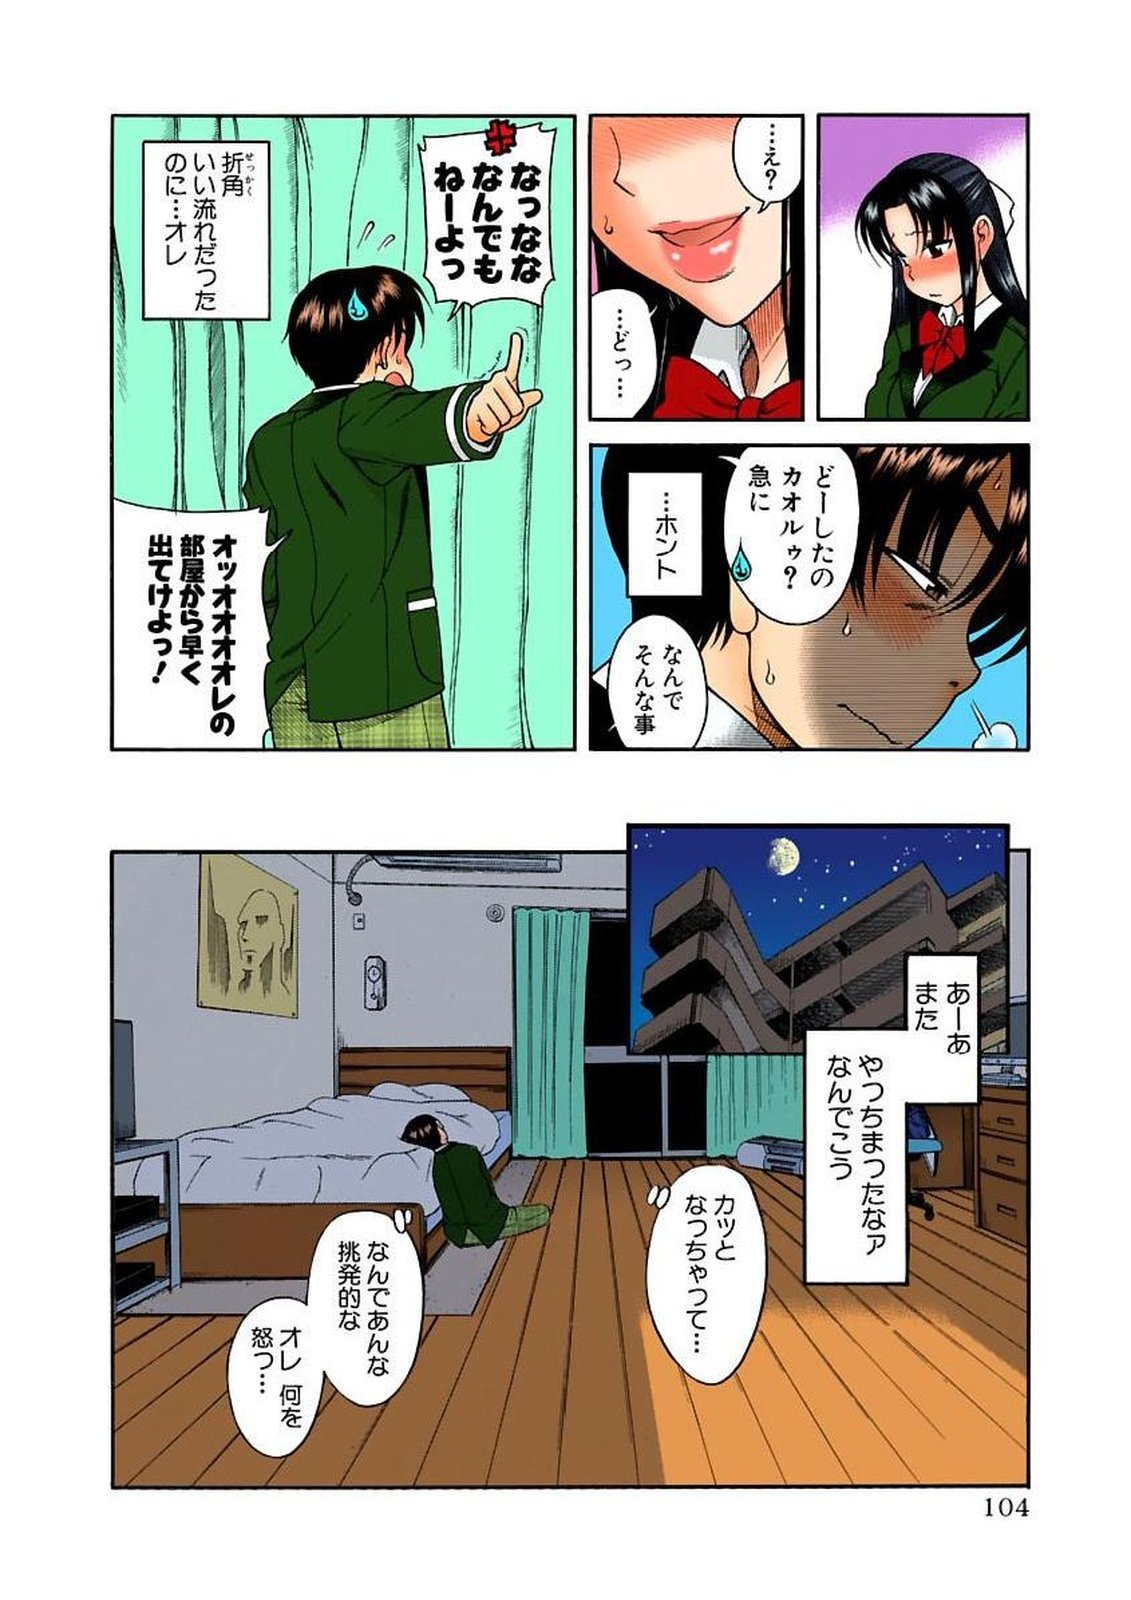 …え?
…どっ…
どーしたの
カオルゥ?
急に
…ホント
なんで
そんな事
なっなな
なんでも
ねーよっ
折角
せっかく
いい流れだった
のに…オレ
オッオオオオレの
部屋から早く
出てけよっ!
あーあ
また
やっちまったなァ
なんでこう
カッと
なっちゃって…
なんであんな
挑発的な
オレ 何を
怒っ…
104